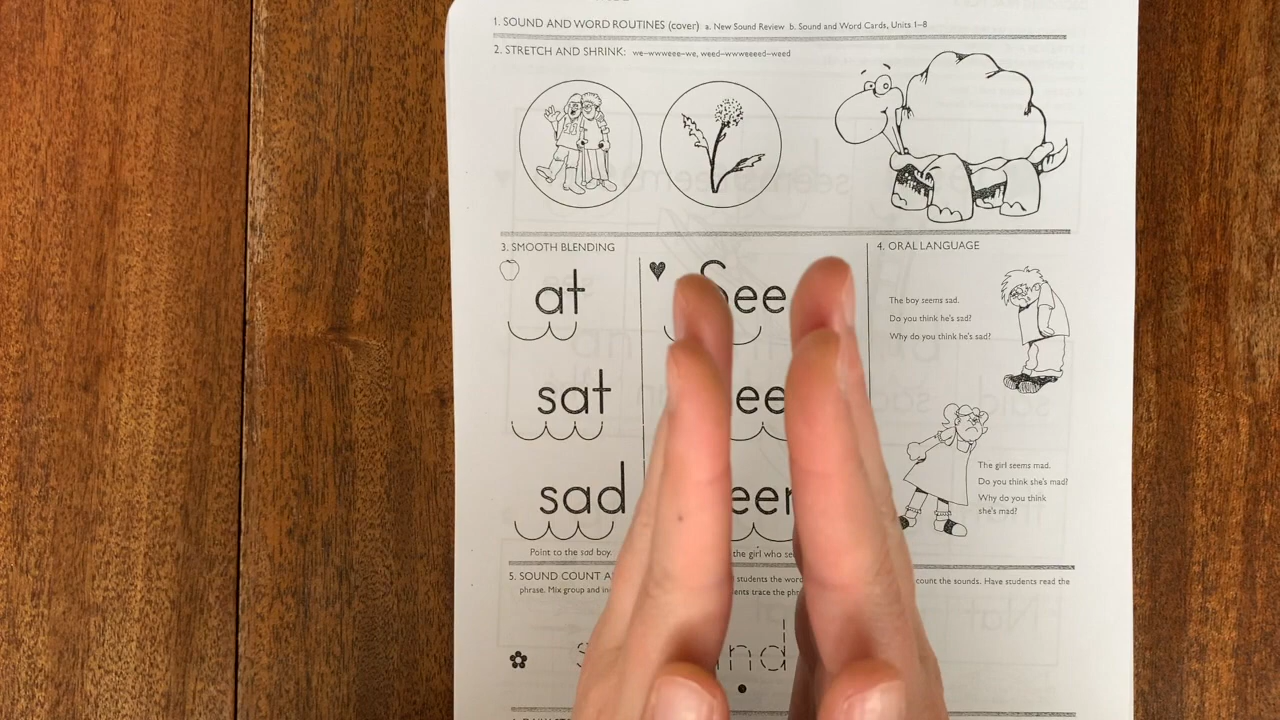 1. SOUND AND WORD ROUTINES (cover) a. New Sound Review b. Sound and Word Cards, Units 1–8
2. STRETCH AND SHRINK: we–wwweee–we, weed–wwweeeed–weed
3. SMOOTH BLENDING
at
See
sat
ee
sad
Point to the sad boy.
the girl who
4. ORAL LANGUAGE
The boy seems sad.
Do you think he's sad?
Why do you think he's sad?
The girl seems mad.
Do you think she's mad?
Why do you think
she's mad?
5. SOUND COUNT
students the
count the sounds. Have students read the
phrase. Mix group and
students trace the
nd